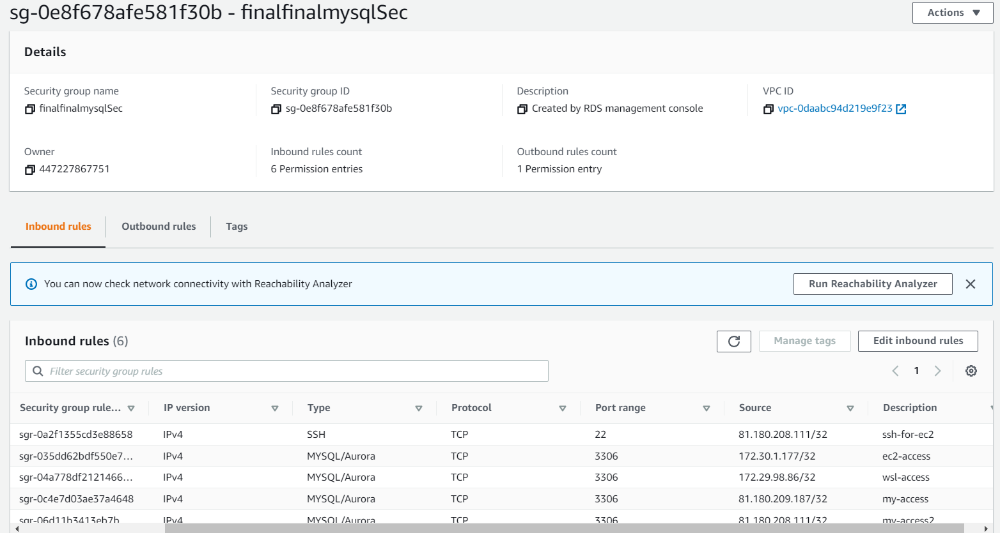 sg-0e8f678afe581f30b - finalfinalmysqlSec
Actions
Details
Security group name
Security group ID
Description
VPC ID
finalfinalmysqlSec
sg-0e8f678afe581f30b
Created by RDS management console
vpc-0daabc94d219e9f23
Owner
Inbound rules count
Outbound rules count
447227867751
6 Permission entries
1 Permission entry
Inbound rules
Outbound rules
Tags
You can now check network connectivity with Reachability Analyzer
Run Reachability Analyzer
Inbound rules (6)
Manage tags
Edit inbound rules
Filter security group rules
1
Security group rule... IP version Type Protocol Port range Source Description
sgr-0a2f1355cd3e88658 IPv4 SSH TCP 22 81.180.208.111/32 ssh-for-ec2
sgr-035dd62bdf550e7... IPv4 MYSQL/Aurora TCP 3306 172.30.1.177/32 ec2-access
sgr-04a778df2121466... IPv4 MYSQL/Aurora TCP 3306 172.29.98.86/32 wsl-access
sgr-0c4e7d03ae37a4648 IPv4 MYSQL/Aurora TCP 3306 81.180.209.187/32 my-access
sgr-06d11b3413eb7b IPv4 MYSQL/Aurora TCP 3306 81.180.208.111/32 my-access2